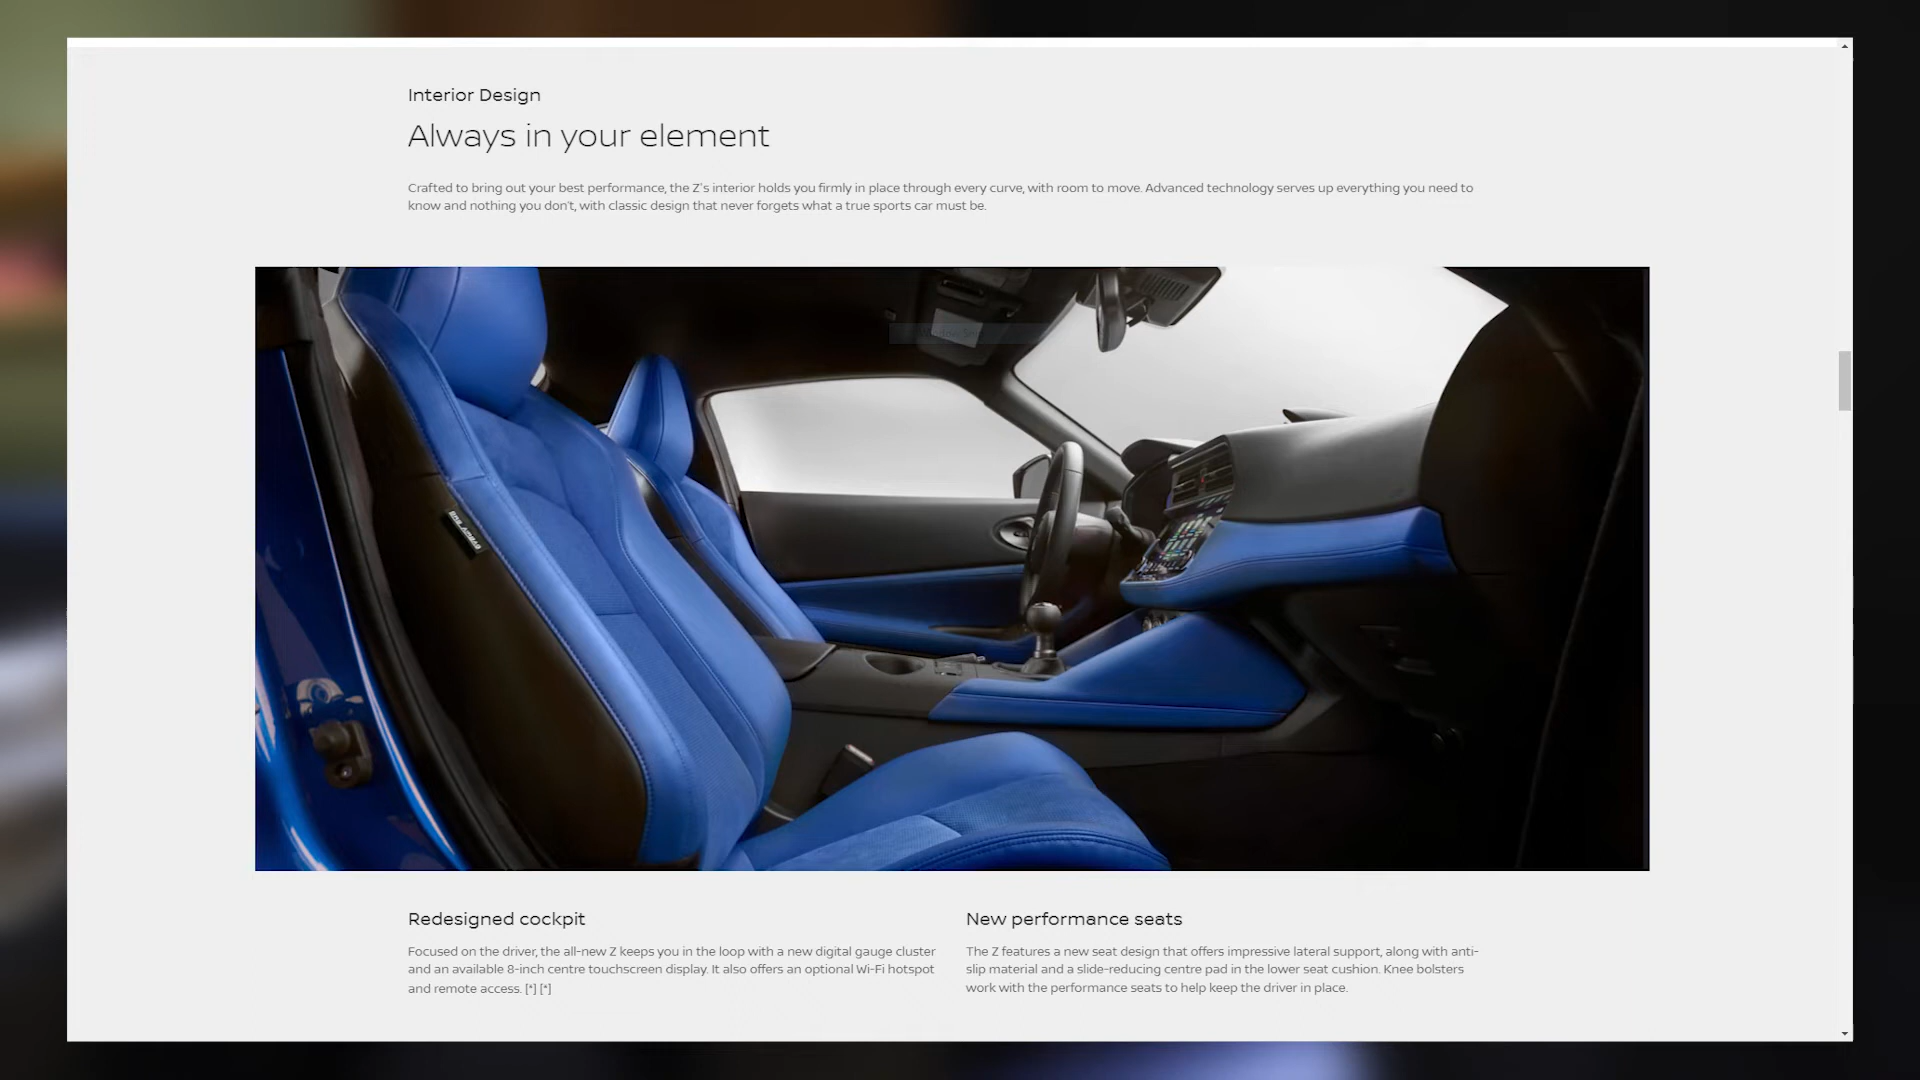 Interior Design
Always in your element
Crafted to bring out your best performance, the Z's interior holds you firmly in place through every curve, with room to move. Advanced technology serves up everything you need to
know and nothing you don't, with classic design that never forgets what a true sports car must be.
SRS AIRBAG
Redesigned cockpit
Focused on the driver, the all-new Z keeps you in the loop with a new digital gauge cluster
and an available 8-inch centre touchscreen display. It also offers an optional Wi-Fi hotspot
and remote access. [*] [*]
New performance seats
The Z features a new seat design that offers impressive lateral support, along with anti-
slip material and a slide-reducing centre pad in the lower seat cushion. Knee bolsters
work with the performance seats to help keep the driver in place.